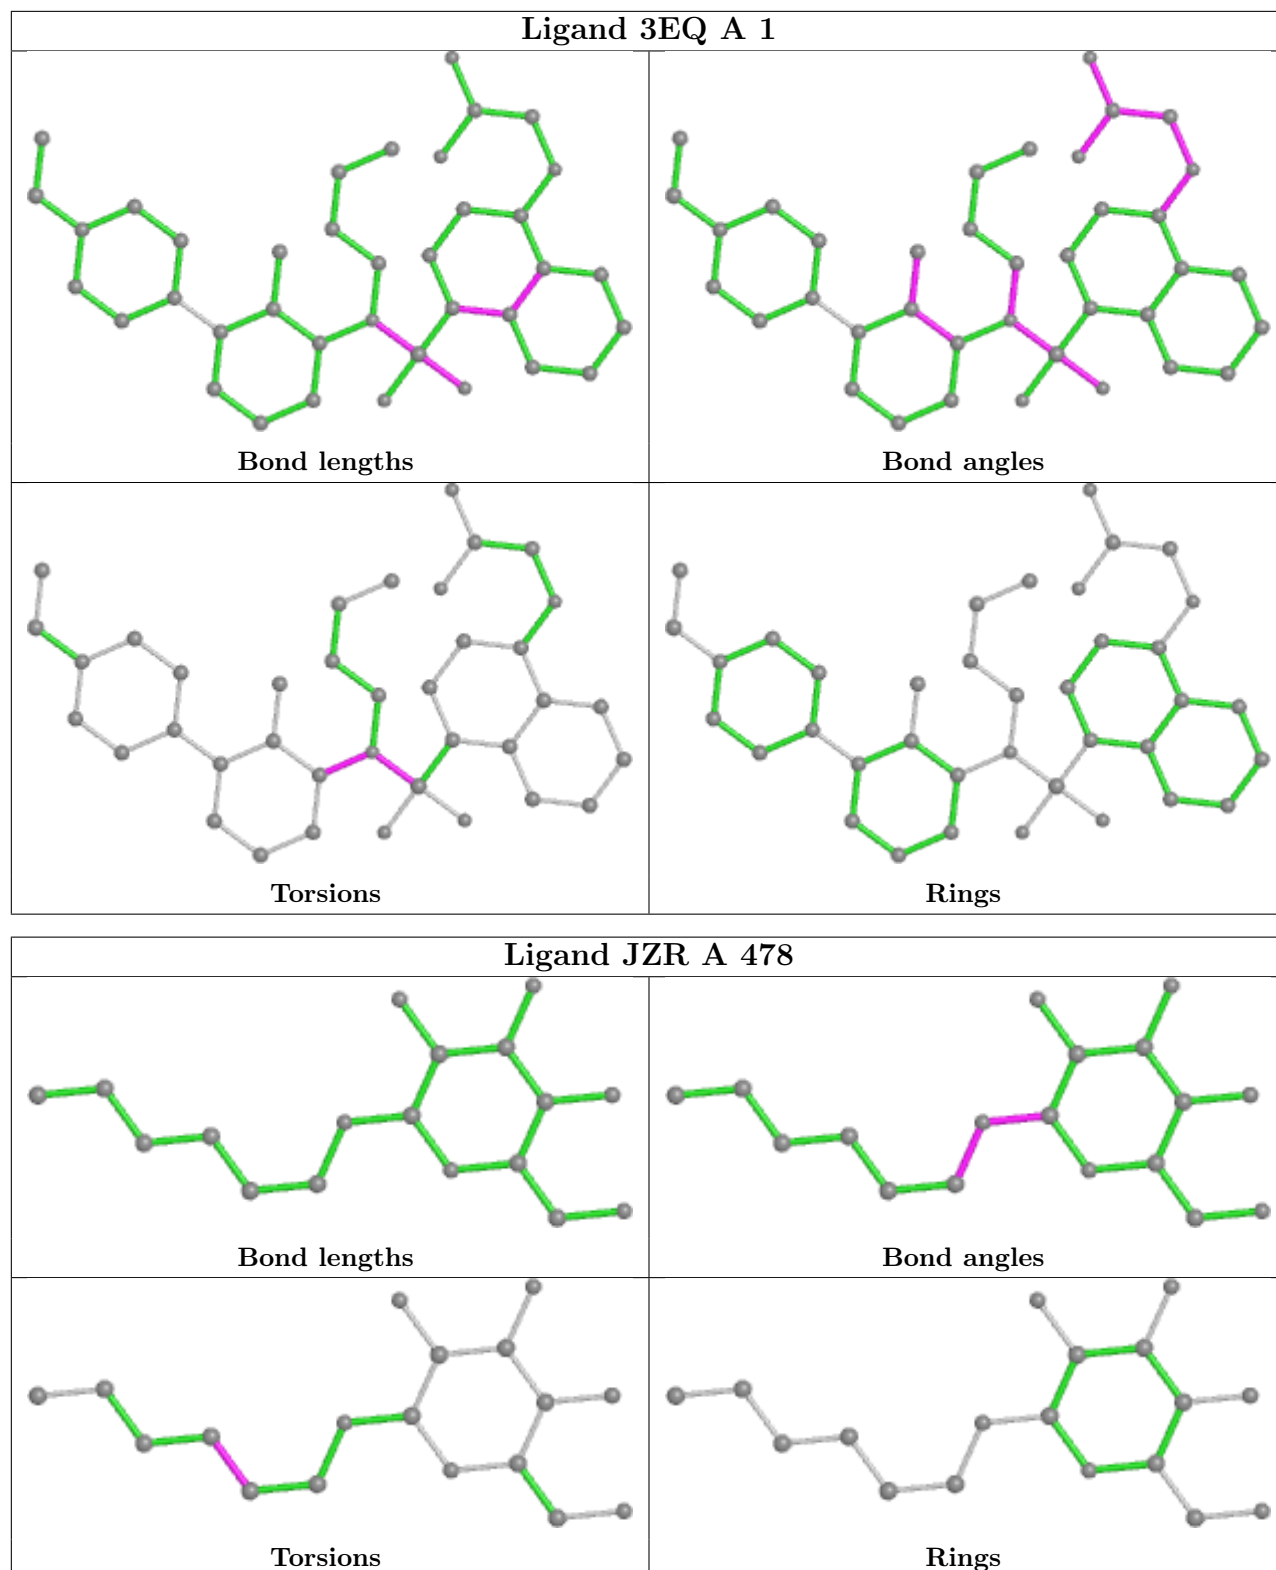 Ligand 3EQ A 1
Bond lengths
Bond angles
Torsions
Rings
Ligand JZR A 478
Bond lengths
Bond angles
Torsions
Rings